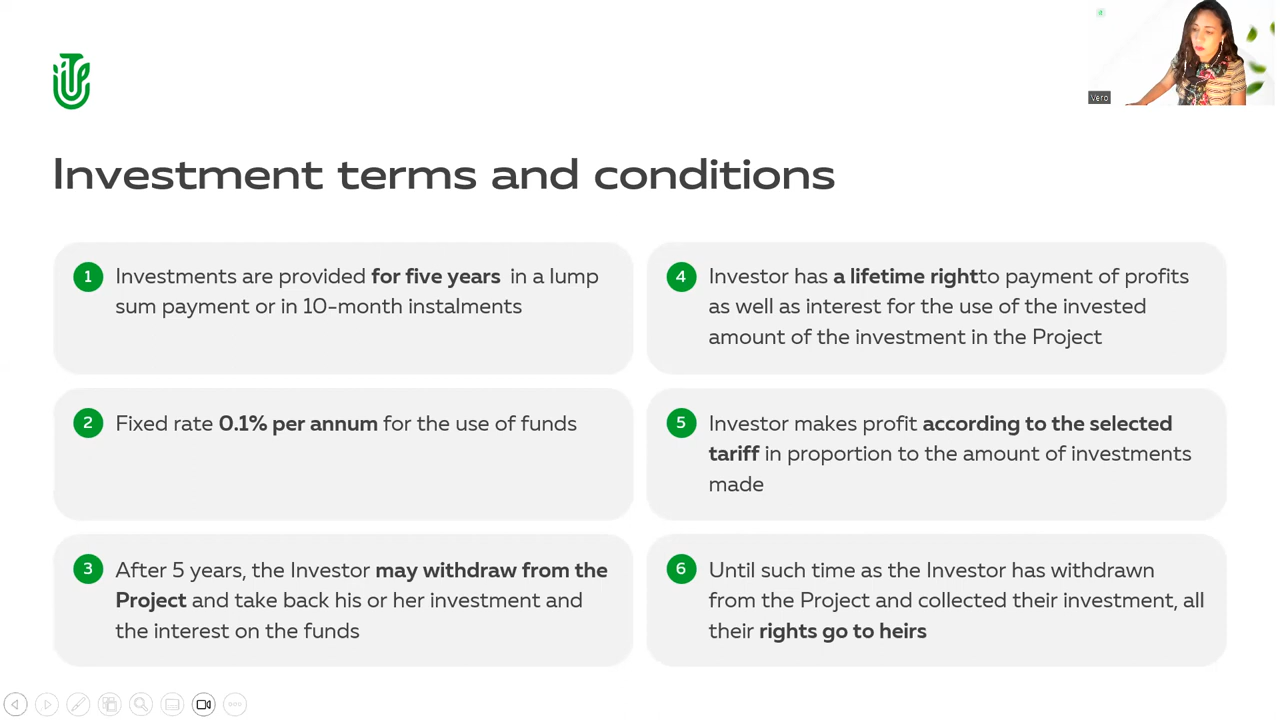 Vero
Investment terms and conditions
1
Investments are provided for five years in a lump
sum payment or in 10-month instalments
2
Fixed rate 0.1% per annum for the use of funds
3
After 5 years, the Investor may withdraw from the
Project and take back his or her investment and
the interest on the funds
4
Investor has a lifetime rightto payment of profits
as well as interest for the use of the invested
amount of the investment in the Project
5
Investor makes profit according to the selected
tariff in proportion to the amount of investments
made
6
Until such time as the Investor has withdrawn
from the Project and collected their investment, all
their rights go to heirs